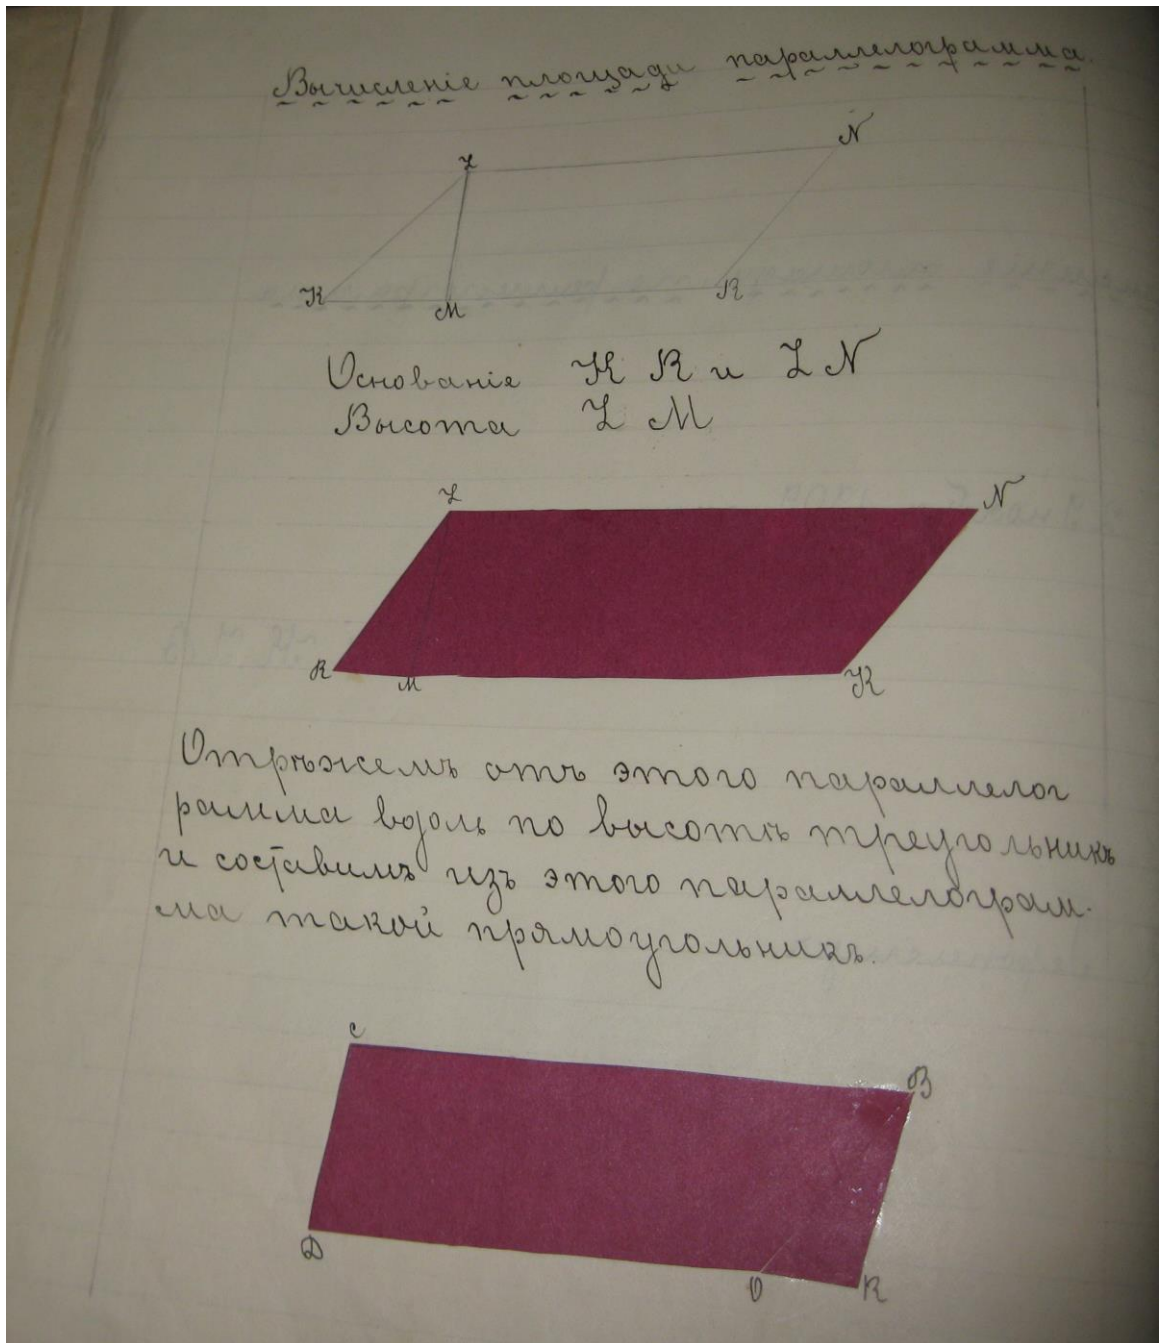 Вычисленіе площади параллелограмма.
Z N
K M R
Основаніе K R и Z N
Высота Z M
Z N
R M K
Отрѣжемъ отъ этого параллелог
рамма вдоль по высотѣ треугольникъ
и составимъ изъ этого параллелограм-
ма такой прямоугольникъ.
C
B
D
O R